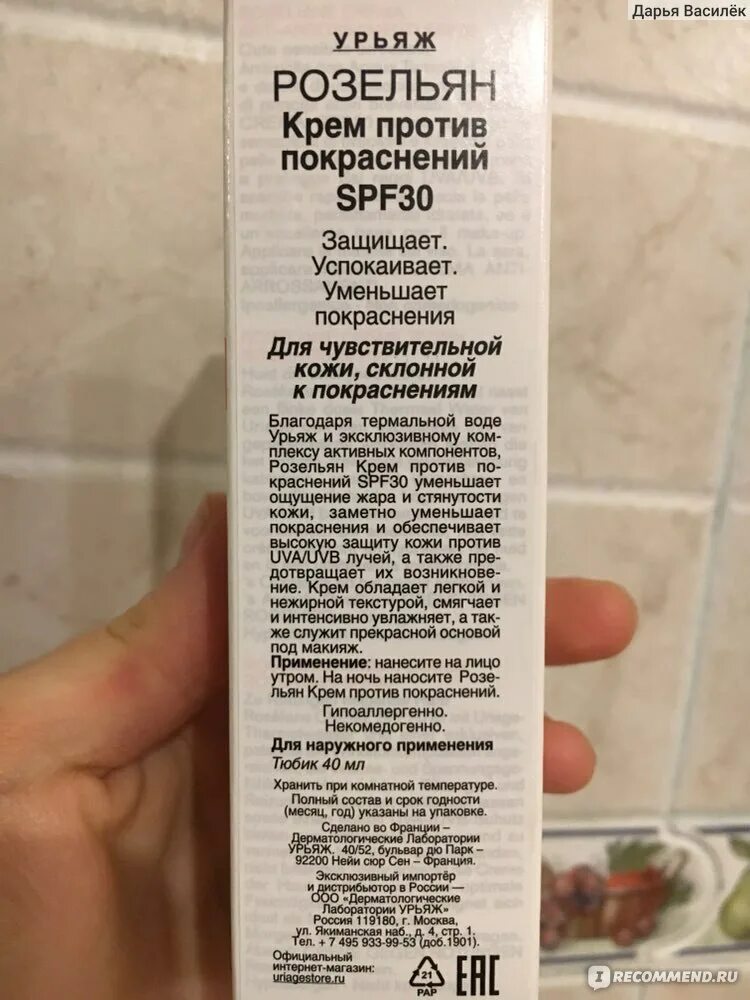 Дарья Василёк
УРЬЯЖ
РОЗЕЛЬЯН
Крем против
покраснений
SPF30
Защищает.
Успокаивает.
Уменьшает
покраснения
Для чувствительной
кожи, склонной
к покраснениям
Благодаря термальной воде
Урьяж и эксклюзивному ком-
плексу активных компонентов,
Розельян Крем против по-
краснений SPF30 уменьшает
ощущение жара и стянутости
кожи, заметно уменьшает
покраснения и обеспечивает
высокую защиту кожи против
UVA/UVB лучей, а также пре-
дотвращает их возникнове-
ние. Крем обладает легкой и
нежирной текстурой, смягчает
и интенсивно увлажняет, а так-
же служит прекрасной основой
под макияж.
Применение: нанесите на лицо
утром. На ночь наносите Розе-
льян Крем против покраснений.
Гипоаллергенно.
Некомедогенно.
Для наружного применения
Тюбик 40 мл
Хранить при комнатной температуре.
Полный состав и срок годности
(месяц, год) указаны на упаковке.
Сделано во Франции –
Дерматологические Лаборатории
УРЬЯЖ. 40/52, бульвар дю Парк –
92200 Нейи сюр Сен – Франция.
Эксклюзивный импортёр
и дистрибьютор в России —
ООО «Дерматологические
Лаборатории УРЬЯЖ»
Россия 119180, г. Москва,
ул. Якиманская наб., д. 4, стр. 1.
Тел. + 7 495 933-99-53 (доб.1901).
Официальный
интернет-магазин:
uriagestore.ru
21
PAP
EAC
I RECOMMEND.RU